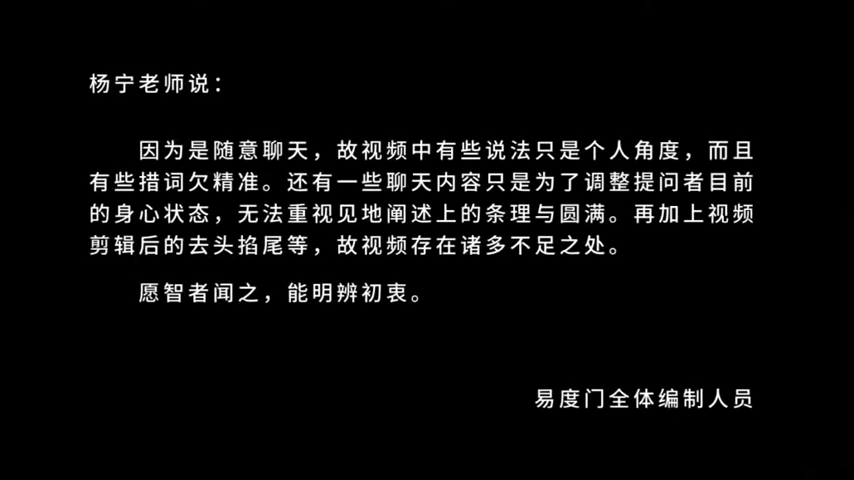 杨宁老师说：
因为是随意聊天，故视频中有些说法只是个人角度，而且
有些措词欠精准。还有一些聊天内容只是为了调整提问者目前
的身心状态，无法重视见地阐述上的条理与圆满。再加上视频
剪辑后的去头掐尾等，故视频存在诸多不足之处。
愿智者闻之，能明辨初衷。
易度门全体编制人员